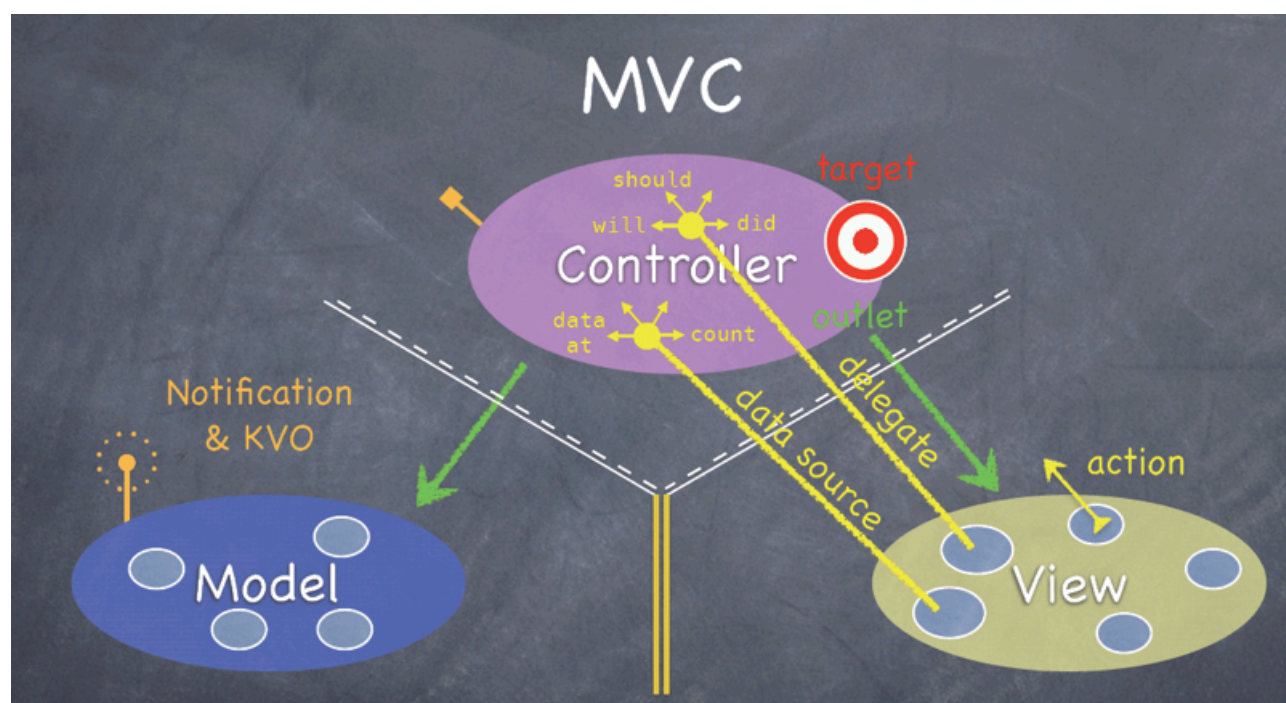 MVC
target
should
will
did
Controller
outlet
data
at
count
Notification
& KVO
delegate
data source
action
Model
View